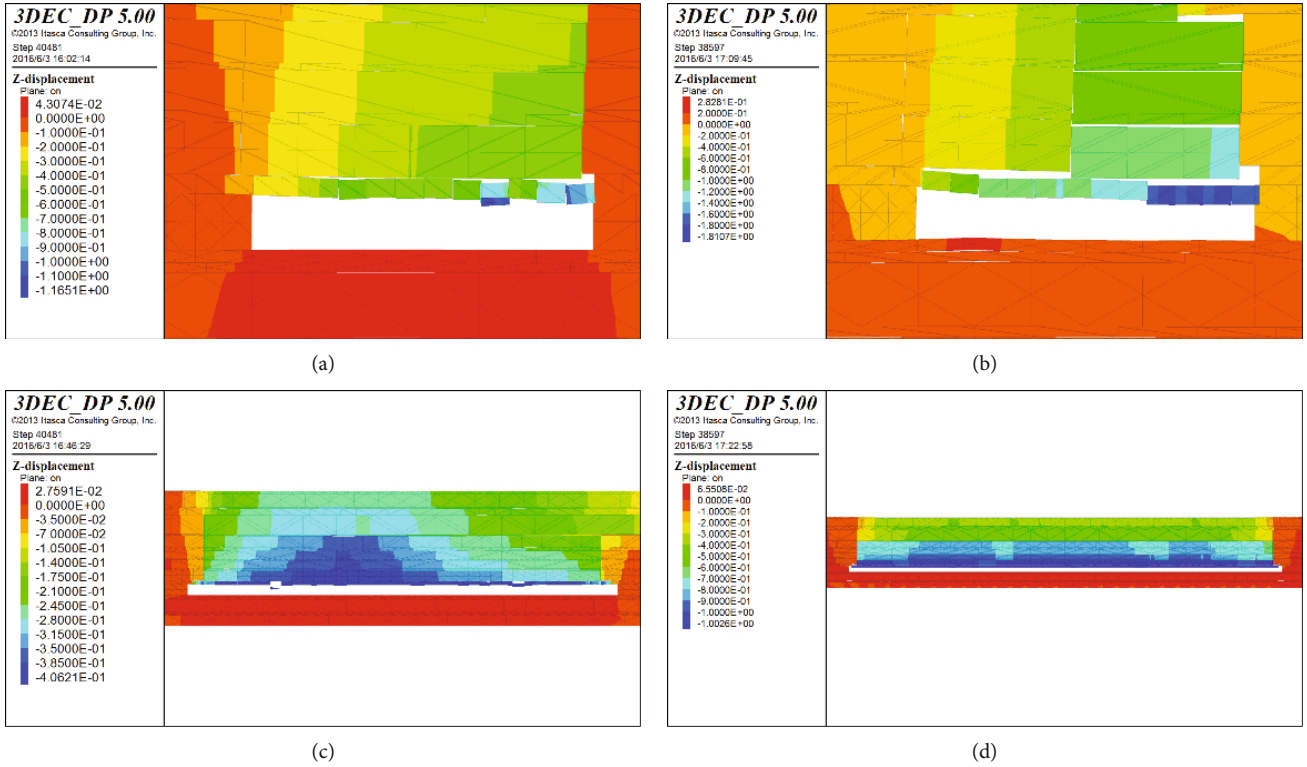 3DEC_DP 5.00
©2013 Itasca Consulting Group, Inc.
Step 40481
2016/6/3 16:02:14
Z-displacement
Plane: on
4.3074E-02
0.0000E+00
-1.0000E-01
-2.0000E-01
-3.0000E-01
-4.0000E-01
-5.0000E-01
-6.0000E-01
-7.0000E-01
-8.0000E-01
-9.0000E-01
-1.0000E+00
-1.1000E+00
-1.1651E+00
(a)
3DEC_DP 5.00
©2013 Itasca Consulting Group, Inc.
Step 38597
2016/6/3 17:09:45
Z-displacement
Plane: on
2.8281E-01
2.0000E-01
0.0000E+00
-2.0000E-01
-4.0000E-01
-6.0000E-01
-8.0000E-01
-1.0000E+00
-1.2000E+00
-1.4000E+00
-1.6000E+00
-1.8000E+00
-1.8107E+00
(b)
3DEC_DP 5.00
©2013 Itasca Consulting Group, Inc.
Step 40481
2016/6/3 16:46:29
Z-displacement
Plane: on
2.7591E-02
0.0000E+00
-3.5000E-02
-7.0000E-02
-1.0500E-01
-1.4000E-01
-1.7500E-01
-2.1000E-01
-2.4500E-01
-2.8000E-01
-3.1500E-01
-3.5000E-01
-3.8500E-01
-4.0621E-01
(c)
3DEC_DP 5.00
©2013 Itasca Consulting Group, Inc.
Step 38597
2016/6/3 17:22:58
Z-displacement
Plane: on
6.5508E-02
0.0000E+00
-1.0000E-01
-2.0000E-01
-3.0000E-01
-4.0000E-01
-5.0000E-01
-6.0000E-01
-7.0000E-01
-8.0000E-01
-9.0000E-01
-1.0000E+00
-1.0026E+00
(d)